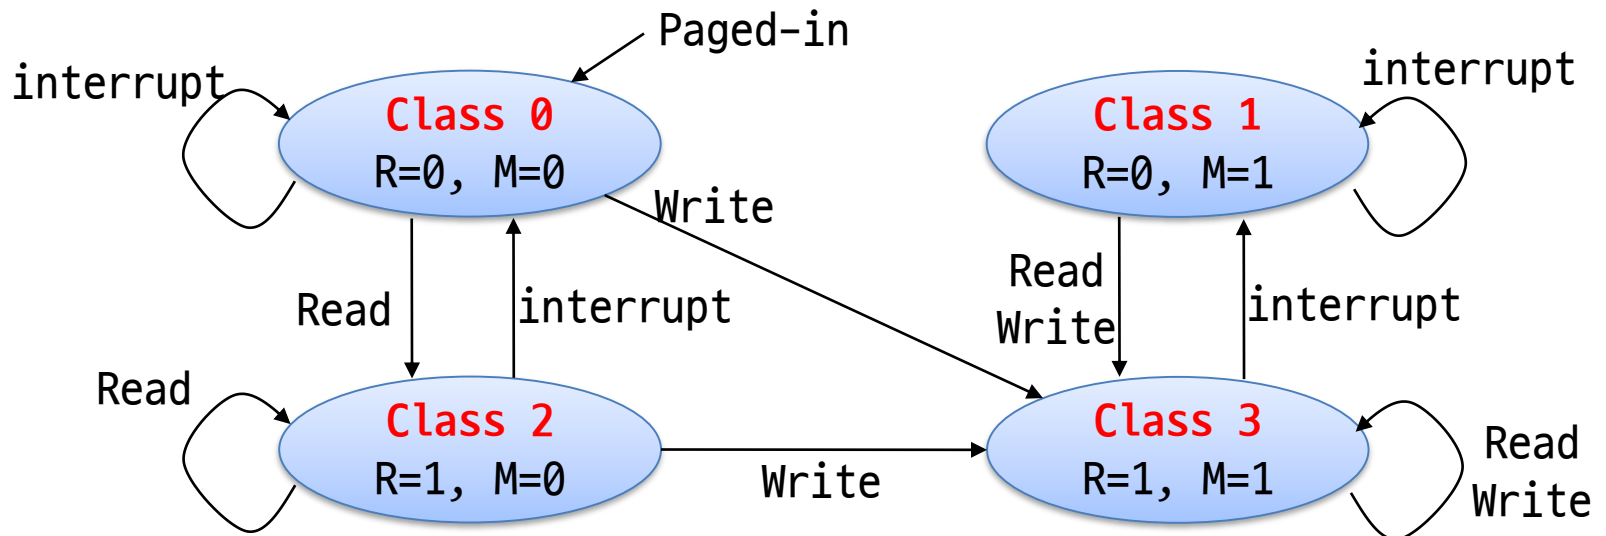 Paged-in
interrupt
Class 0
R=0, M=0
interrupt
Class 1
R=0, M=1
Write
Read
interrupt
Read
Write
interrupt
Read
Class 2
R=1, M=0
Write
Class 3
R=1, M=1
Read
Write